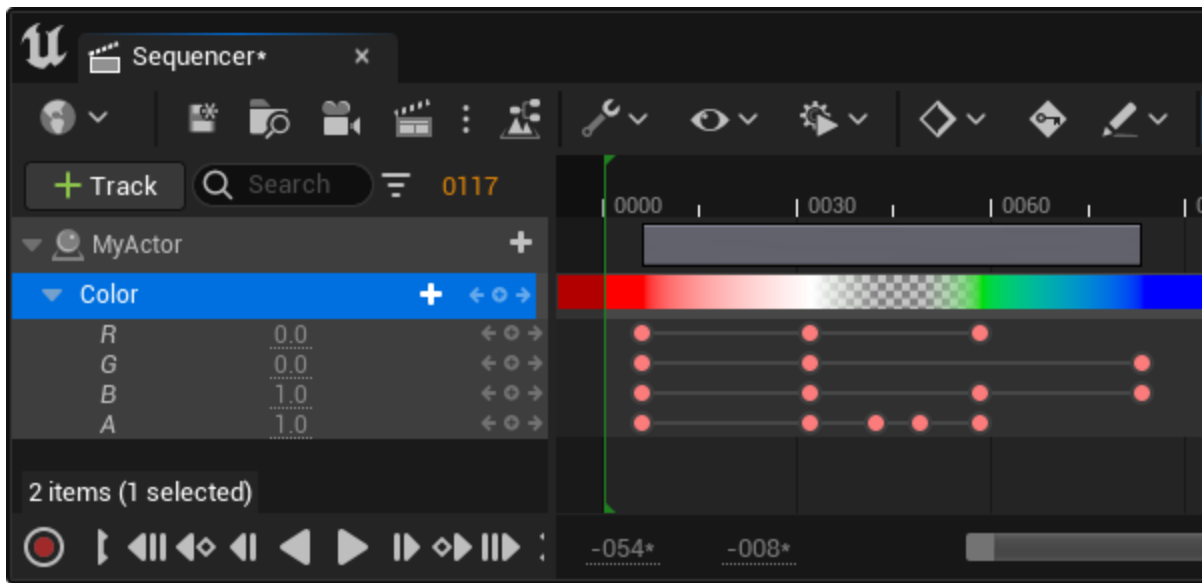 Sequencer*
+ Track Search 0117
0000 0030 0060
MyActor
Color
R 0.0
G 0.0
B 1.0
A 1.0
2 items (1 selected)
-054* -008*